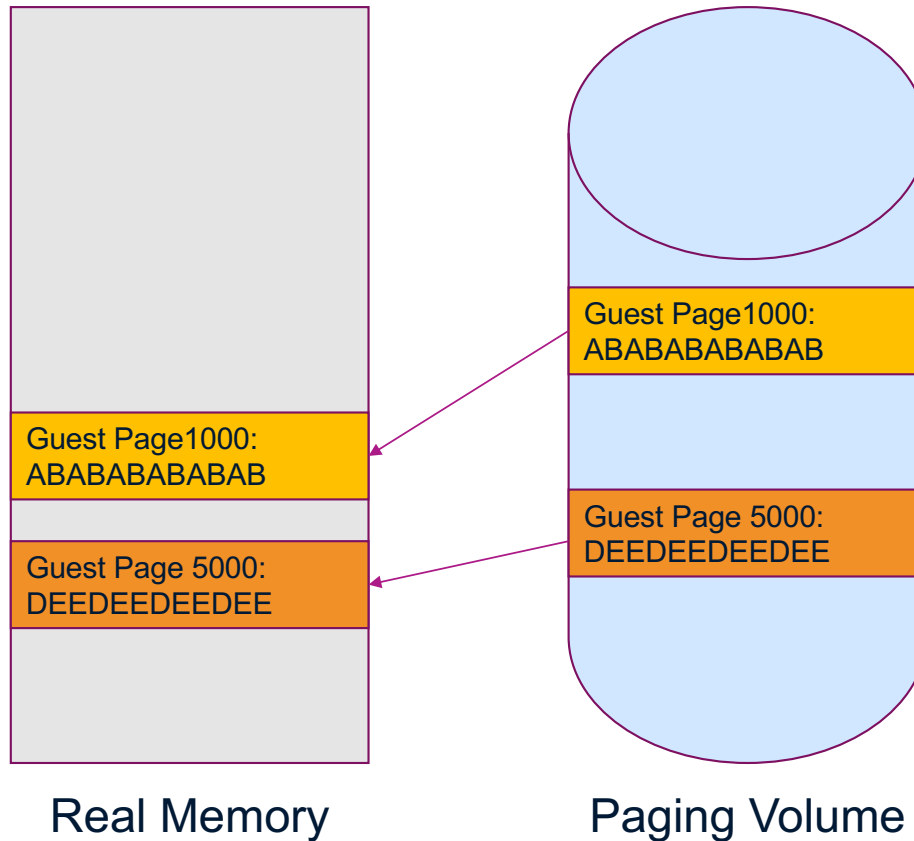 Guest Page1000:
ABABABABABAB
Guest Page 5000:
DEEDEEDEEDEE
Guest Page1000:
ABABABABABAB
Guest Page 5000:
DEEDEEDEEDEE
Real Memory
Paging Volume